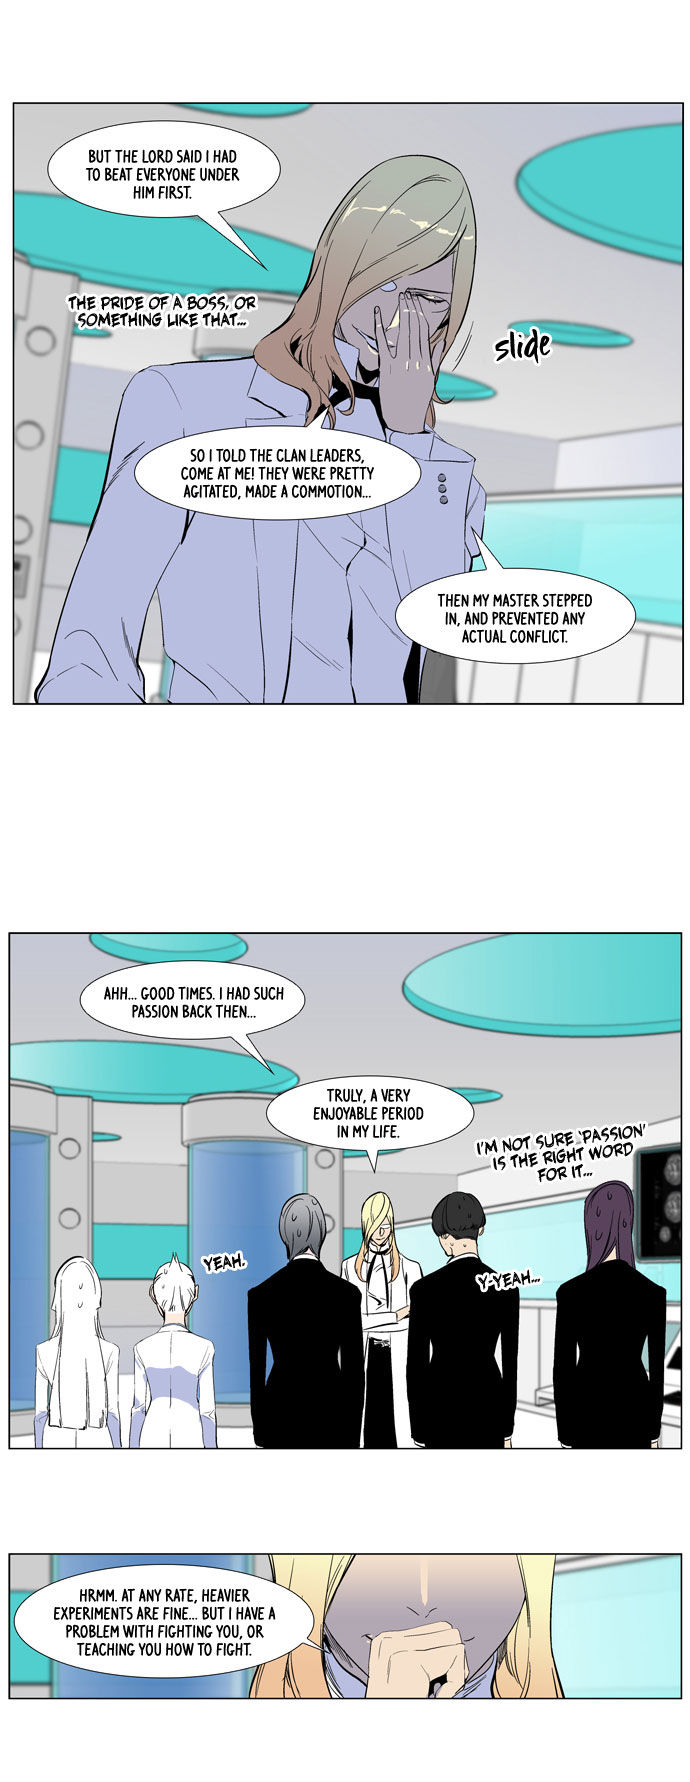 BUT THE LORD SAID I HAD
TO BEAT EVERYONE UNDER
HIM FIRST.
THE PRIDE OF A BOSS, OR
SOMETHING LIKE THAT...
slide
SO I TOLD THE CLAN LEADERS,
COME AT ME! THEY WERE PRETTY
AGITATED, MADE A COMMOTION...
THEN MY MASTER STEPPED
IN, AND PREVENTED ANY
ACTUAL CONFLICT.
AHH... GOOD TIMES. I HAD SUCH
PASSION BACK THEN...
TRULY, A VERY
ENJOYABLE PERIOD
IN MY LIFE.
I'M NOT SURE 'PASSION'
IS THE RIGHT WORD
FOR IT...
YEAH.
Y-YEAH...
HRMM. AT ANY RATE, HEAVIER
EXPERIMENTS ARE FINE... BUT I HAVE A
PROBLEM WITH FIGHTING YOU, OR
TEACHING YOU HOW TO FIGHT.